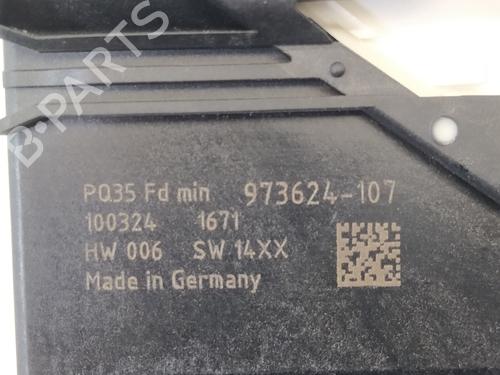 B-PARTS
PQ35 Fd min 973624-107
100324 1671
HW 006 SW 14XX
Made in Germany